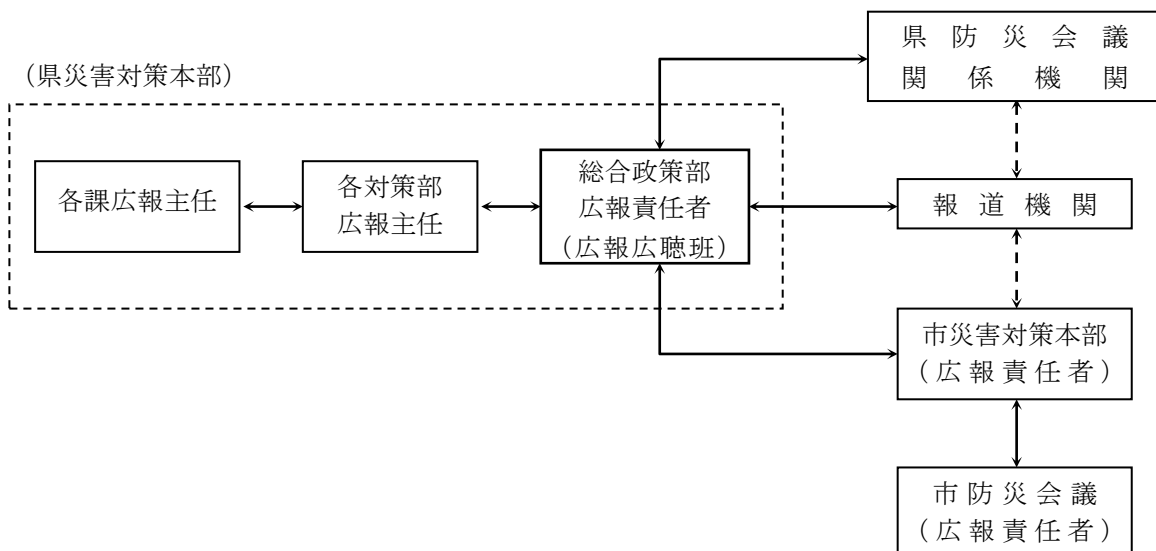 県防災会議
関係機関
（県災害対策本部）
各課広報主任
各対策部
広報主任
総合政策部
広報責任者
（広報広聴班）
報道機関
市災害対策本部
（広報責任者）
市防災会議
（広報責任者）